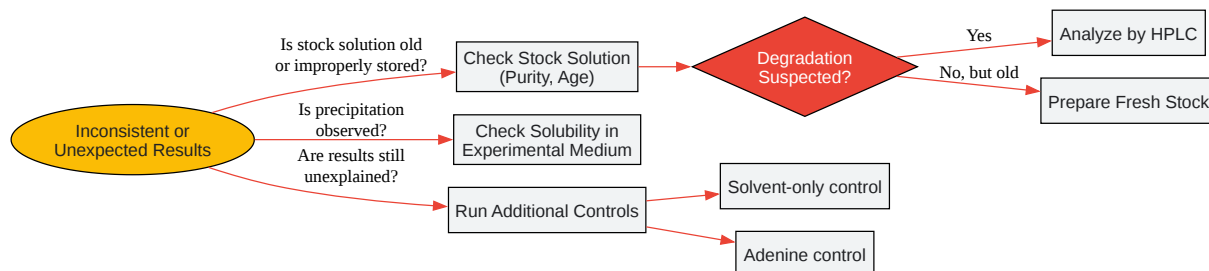 Is stock solution old
or improperly stored?
Check Stock Solution
(Purity, Age)
Degradation
Suspected?
Yes
Analyze by HPLC
No, but old
Prepare Fresh Stock
Inconsistent or
Unexpected Results
Is precipitation
observed?
Check Solubility in
Experimental Medium
Are results still
unexplained?
Run Additional Controls
Solvent-only control
Adenine control